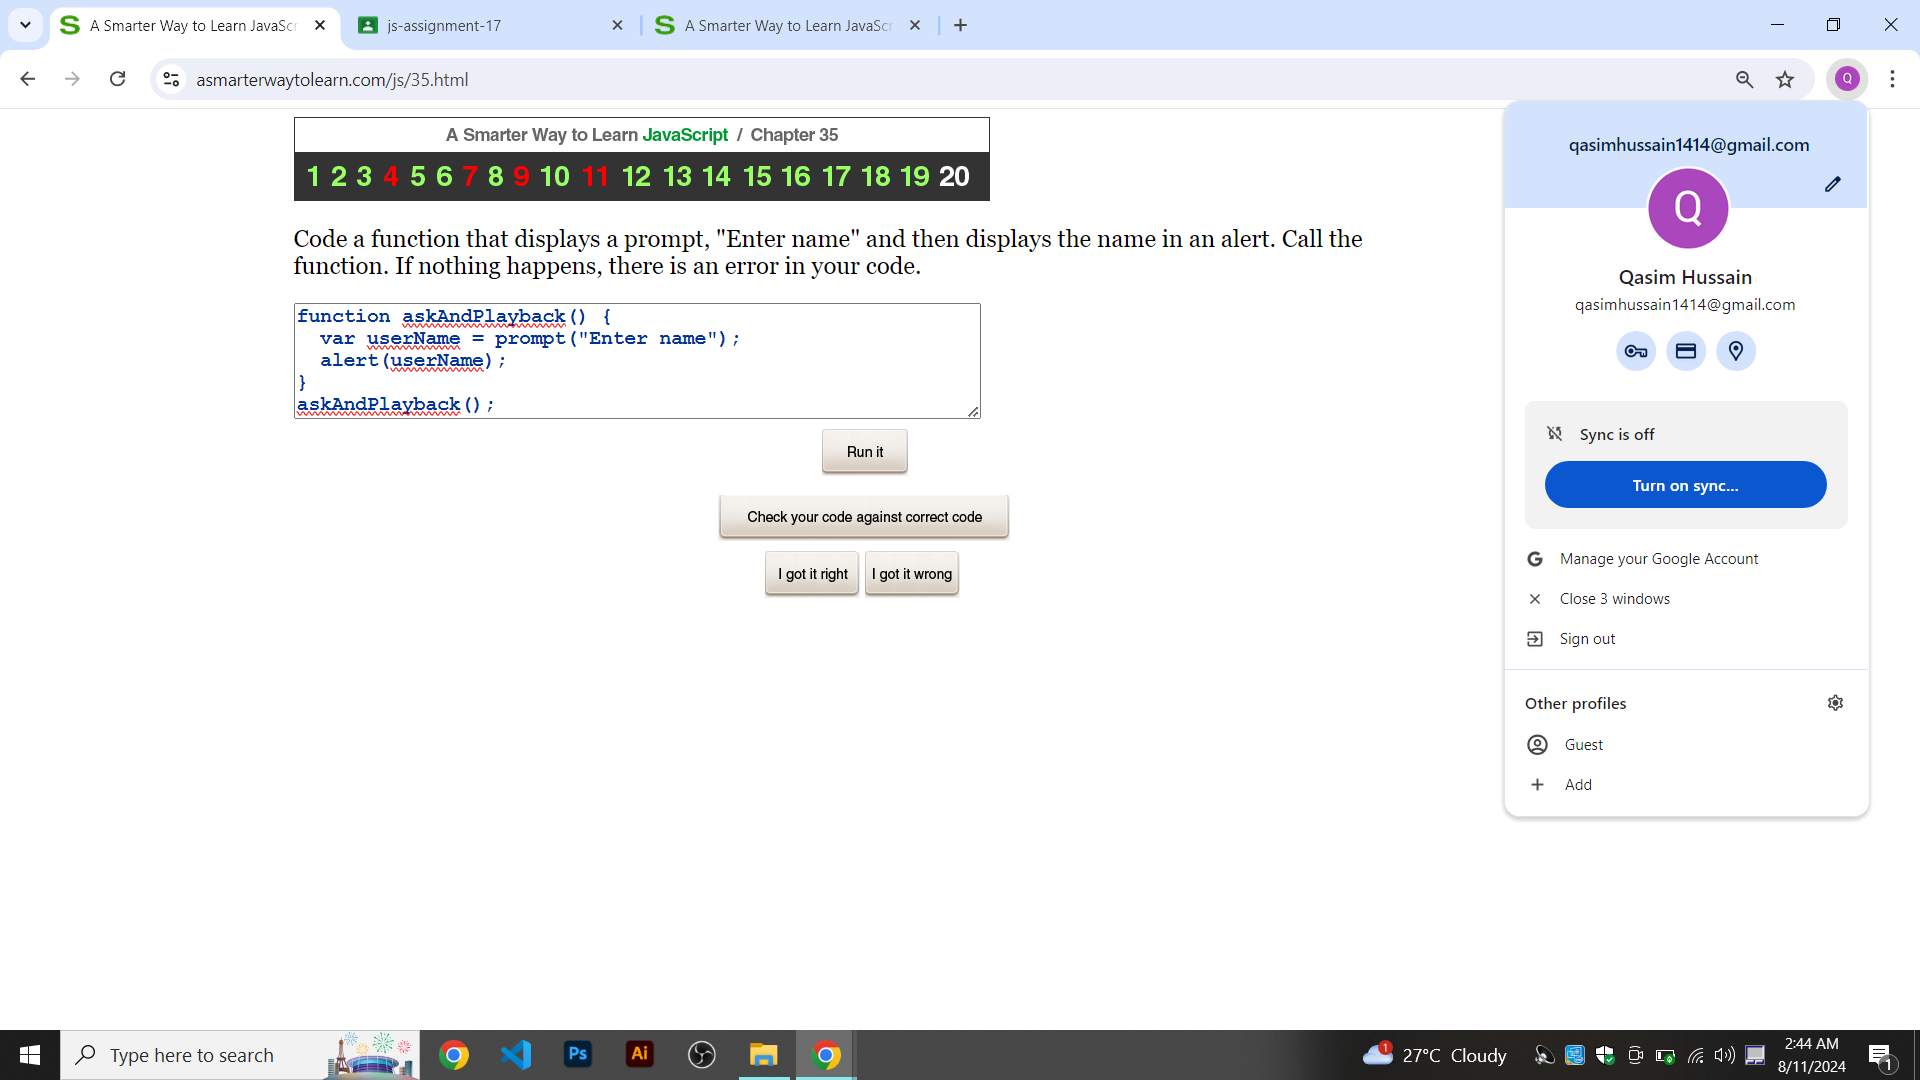 A Smarter Way to Learn JavaScr
js-assignment-17
A Smarter Way to Learn JavaScr
asmarterwaytolearn.com/js/35.html
Q
A Smarter Way to Learn JavaScript / Chapter 35
1 2 3 4 5 6 7 8 9 10 11 12 13 14 15 16 17 18 19 20
Code a function that displays a prompt, "Enter name" and then displays the name in an alert. Call the
function. If nothing happens, there is an error in your code.
function askAndPlayback() {
  var userName = prompt("Enter name");
  alert(userName);
}
askAndPlayback();
Run it
Check your code against correct code
I got it right
I got it wrong
qasimhussain1414@gmail.com
Q
Qasim Hussain
qasimhussain1414@gmail.com
Sync is off
Turn on sync...
Manage your Google Account
Close 3 windows
Sign out
Other profiles
Guest
Add
Type here to search
Ps
Ai
1
27°C Cloudy
2:44 AM
8/11/2024
1